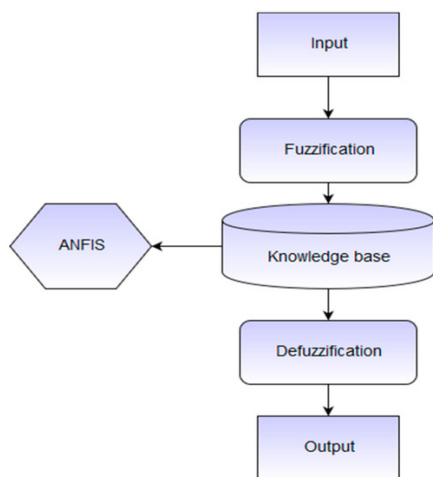 Input
Fuzzification
ANFIS
Knowledge base
Defuzzification
Output